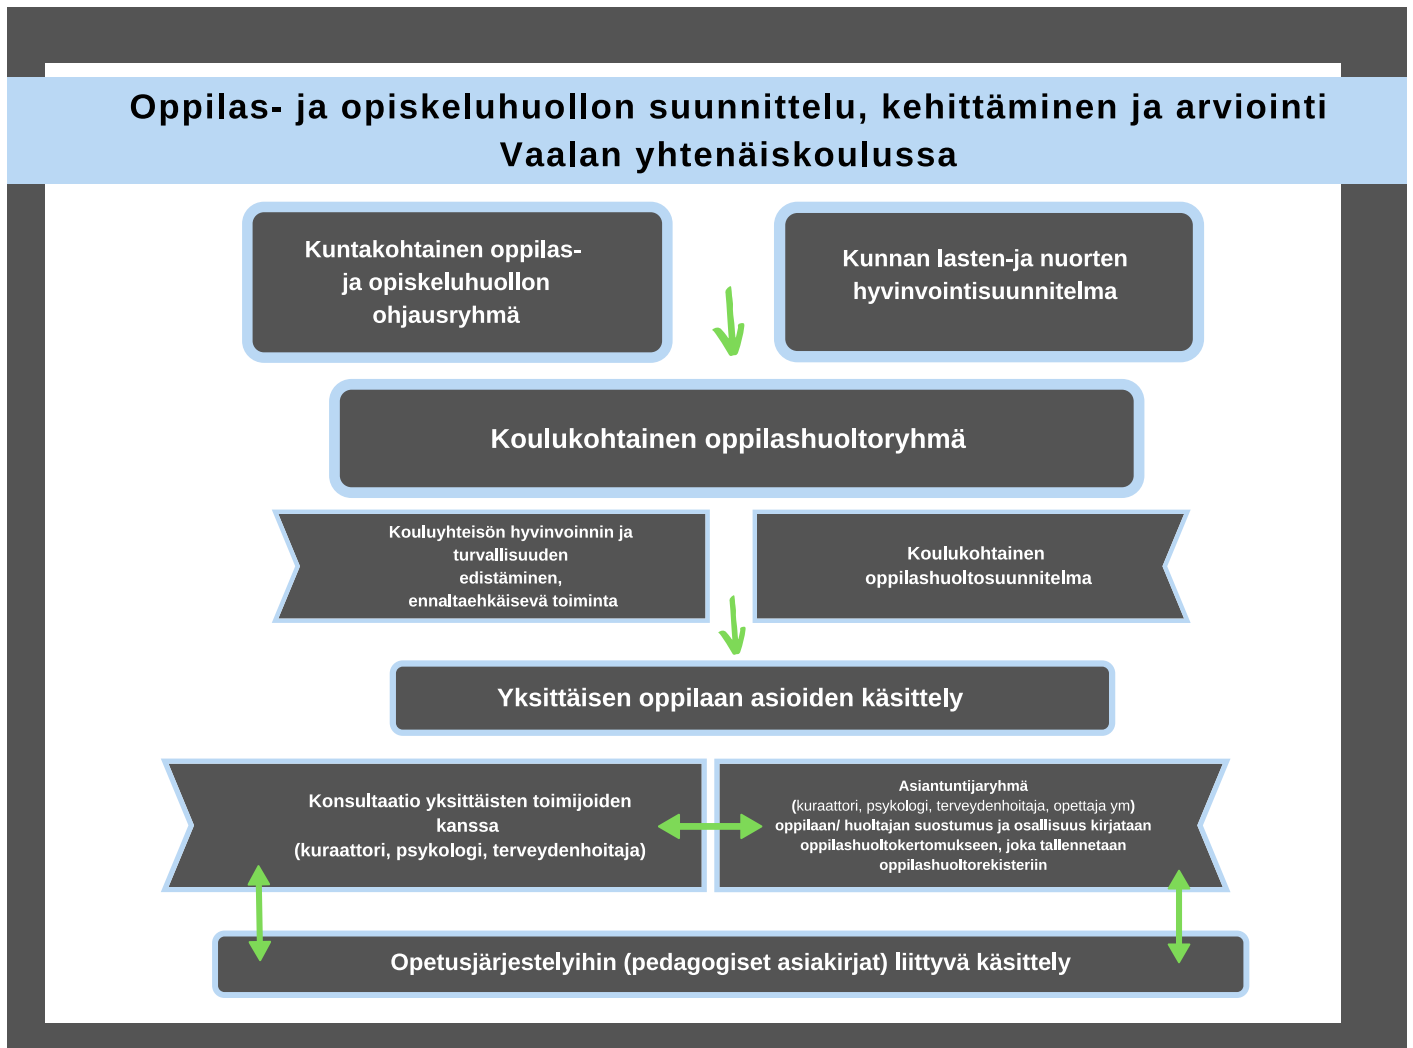 Oppilas- ja opiskeluhuollon suunnittelu, kehittäminen ja arviointi
Vaalan yhtenäiskoulussa
Kuntakohtainen oppilas-
ja opiskeluhuollon
ohjausryhmä
Kunnan lasten-ja nuorten
hyvinvointisuunnitelma
Koulukohtainen oppilashuoltoryhmä
Kouluyhteisön hyvinvoinnin ja
turvallisuuden
edistäminen,
ennaltaehkäisevä toiminta
Koulukohtainen
oppilashuoltosuunnitelma
Yksittäisen oppilaan asioiden käsittely
Konsultaatio yksittäisten toimijoiden
kanssa
(kuraattori, psykologi, terveydenhoitaja)
Asiantuntijaryhmä
(kuraattori, psykologi, terveydenhoitaja, opettaja ym)
oppilaan/ huoltajan suostumus ja osallisuus kirjataan
oppilashuoltokertomukseen, joka tallennetaan
oppilashuoltorekisteriin
Opetusjärjestelyihin (pedagogiset asiakirjat) liittyvä käsittely